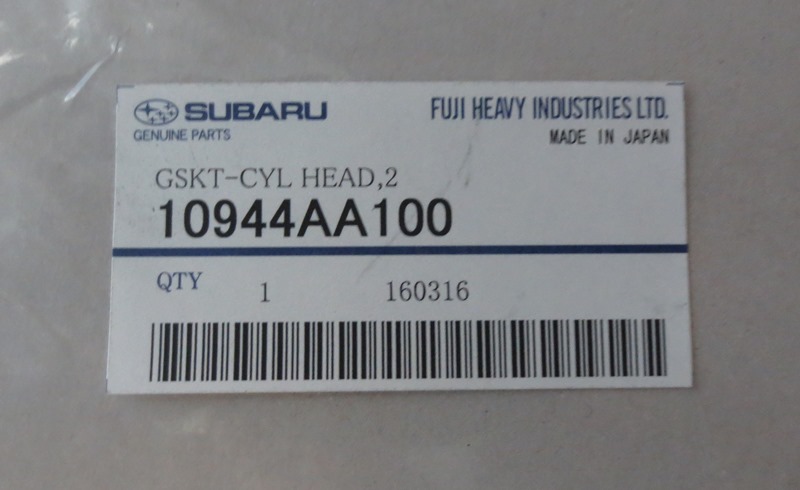 SUBARU FUJI HEAVY INDUSTRIES LTD.
GENUINE PARTS MADE IN JAPAN
GSKT-CYL HEAD,2
10944AA100
QTY 1 160316